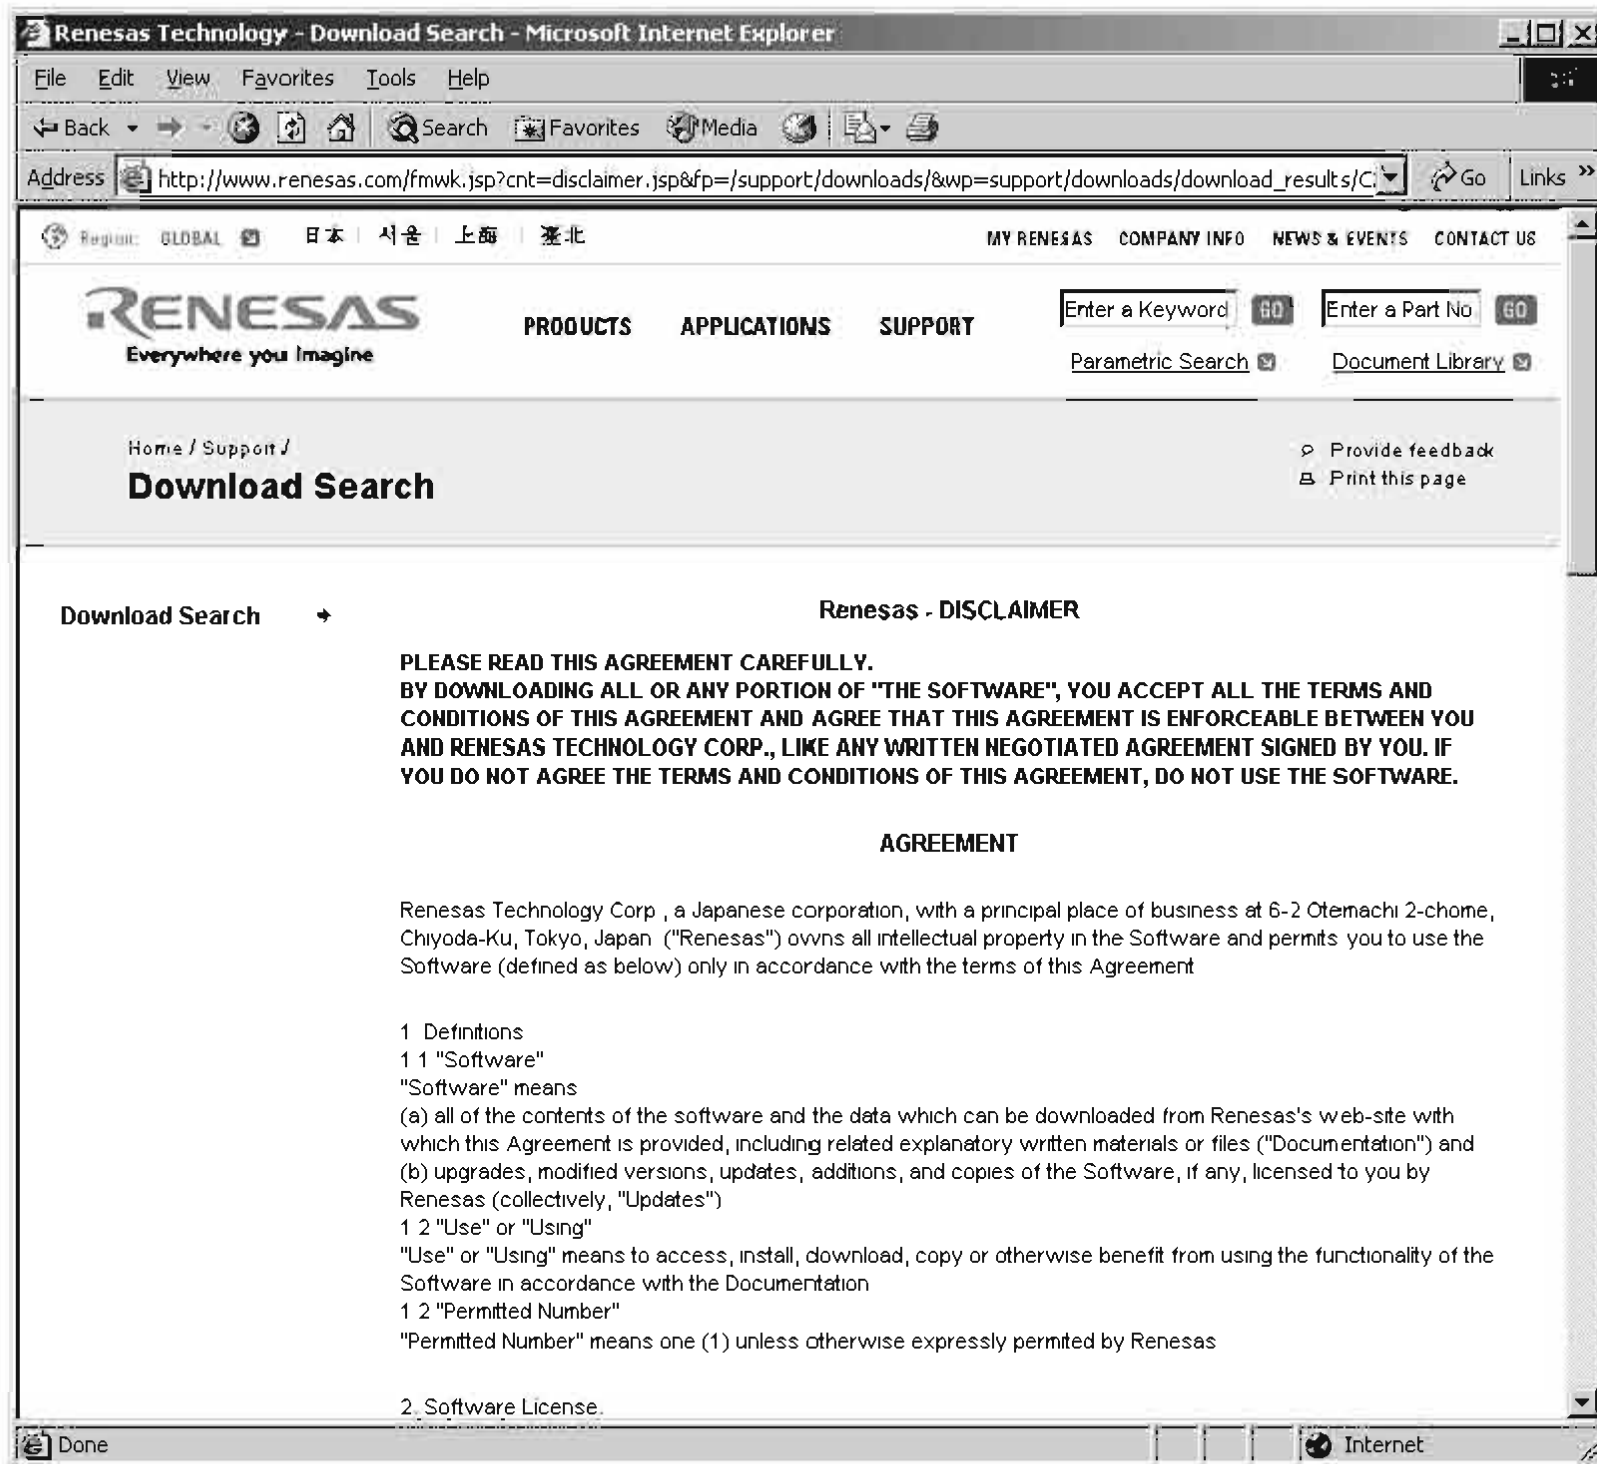 Renesas Technology - Download Search - Microsoft Internet Explorer
File Edit View Favorites Tools Help
Back Search Favorites Media
Address http://www.renesas.com/fmwk.jsp?cnt=disclaimer.jsp&fp=/support/downloads/&wp=support/downloads/download_results/C Go Links »
Region: GLOBAL 日本 서울 上海 臺北 MY RENESAS COMPANY INFO NEWS & EVENTS CONTACT US
RENESAS
Everywhere you Imagine
PRODUCTS APPLICATIONS SUPPORT
Enter a Keyword GO Enter a Part No GO
Parametric Search Document Library
Home / Support /
Download Search
Provide feedback
Print this page
Download Search
Renesas - DISCLAIMER
PLEASE READ THIS AGREEMENT CAREFULLY.
BY DOWNLOADING ALL OR ANY PORTION OF "THE SOFTWARE", YOU ACCEPT ALL THE TERMS AND
CONDITIONS OF THIS AGREEMENT AND AGREE THAT THIS AGREEMENT IS ENFORCEABLE BETWEEN YOU
AND RENESAS TECHNOLOGY CORP., LIKE ANY WRITTEN NEGOTIATED AGREEMENT SIGNED BY YOU. IF
YOU DO NOT AGREE THE TERMS AND CONDITIONS OF THIS AGREEMENT, DO NOT USE THE SOFTWARE.
AGREEMENT
Renesas Technology Corp , a Japanese corporation, with a principal place of business at 6-2 Otemachi 2-chome,
Chiyoda-Ku, Tokyo, Japan ("Renesas") owns all intellectual property in the Software and permits you to use the
Software (defined as below) only in accordance with the terms of this Agreement
1 Definitions
1 1 "Software"
"Software" means
(a) all of the contents of the software and the data which can be downloaded from Renesas's web-site with
which this Agreement is provided, including related explanatory written materials or files ("Documentation") and
(b) upgrades, modified versions, updates, additions, and copies of the Software, if any, licensed to you by
Renesas (collectively, "Updates")
1 2 "Use" or "Using"
"Use" or "Using" means to access, install, download, copy or otherwise benefit from using the functionality of the
Software in accordance with the Documentation
1 2 "Permitted Number"
"Permitted Number" means one (1) unless otherwise expressly permited by Renesas
2. Software License.
Done Internet